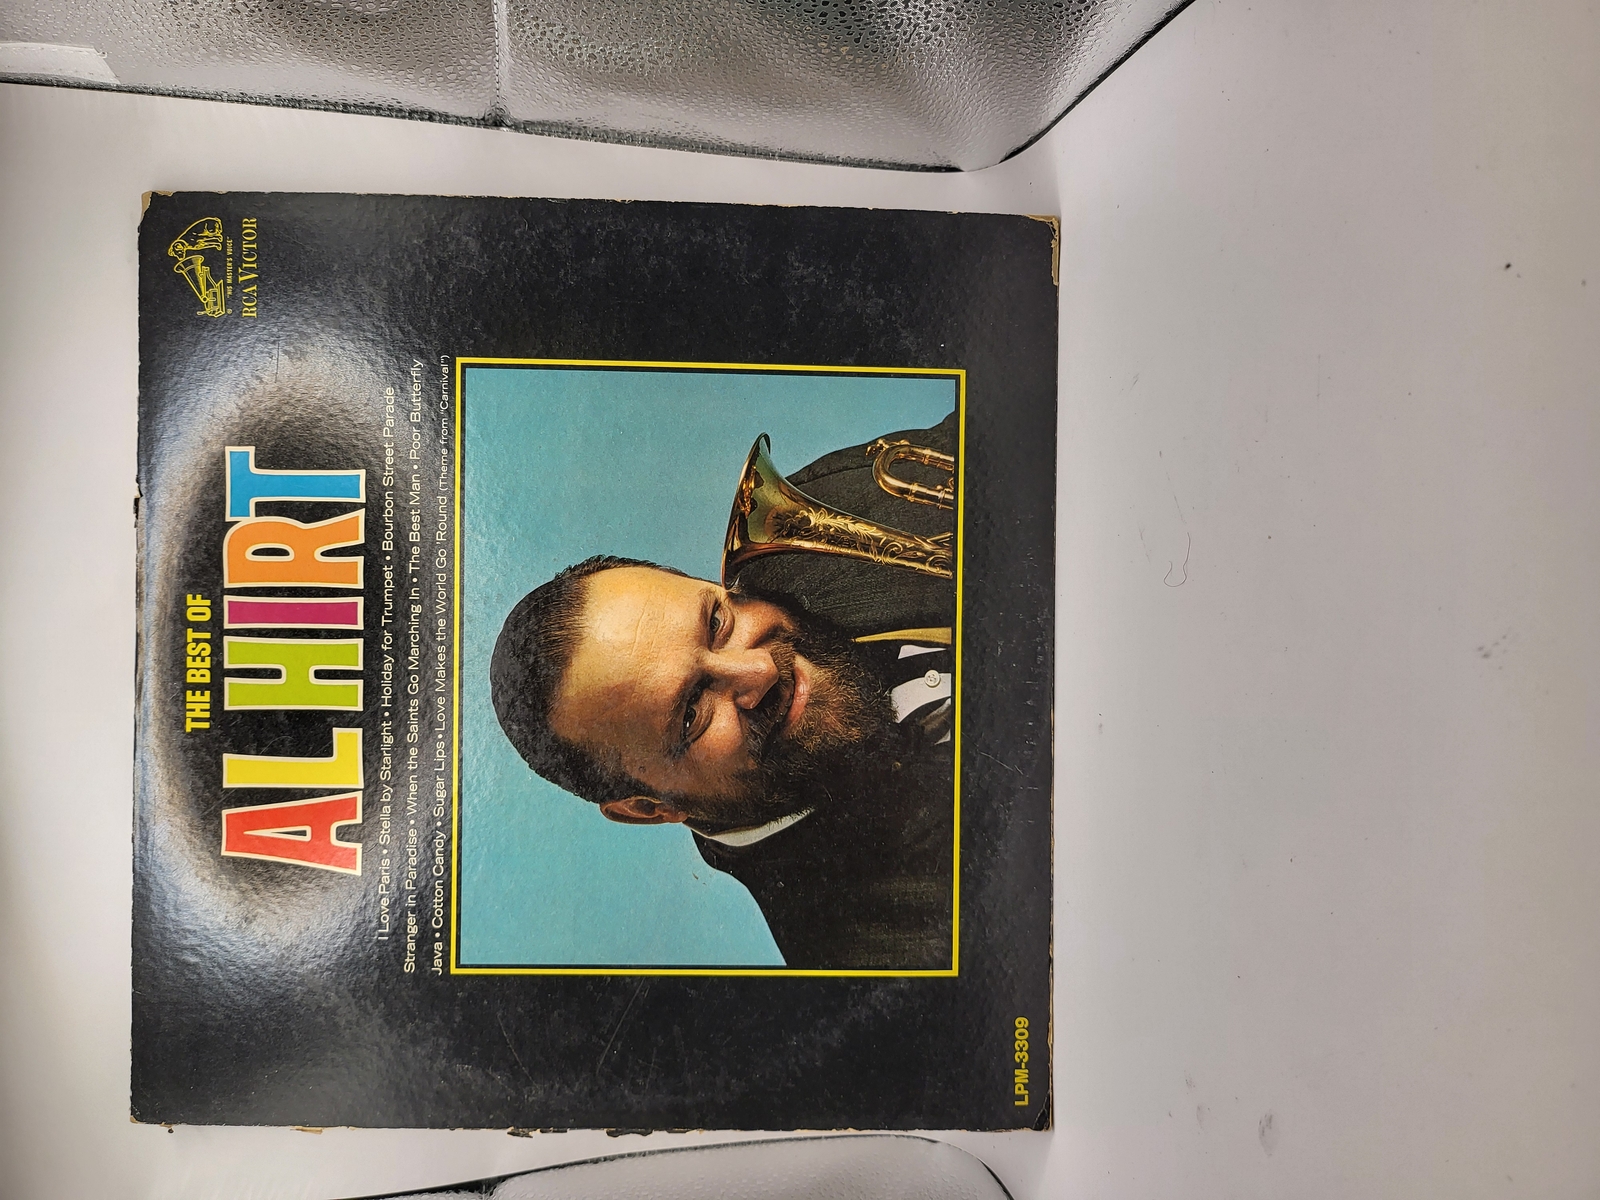 THE BEST OF
AL HIRT
"HIS MASTER'S VOICE"
RCA VICTOR
I Love Paris • Stella by Starlight • Holiday for Trumpet • Bourbon Street Parade
Stranger in Paradise • When the Saints Go Marching In • The Best Man • Poor Butterfly
Java • Cotton Candy • Sugar Lips • Love Makes the World Go 'Round (Theme from "Carnival")
LPM-3309